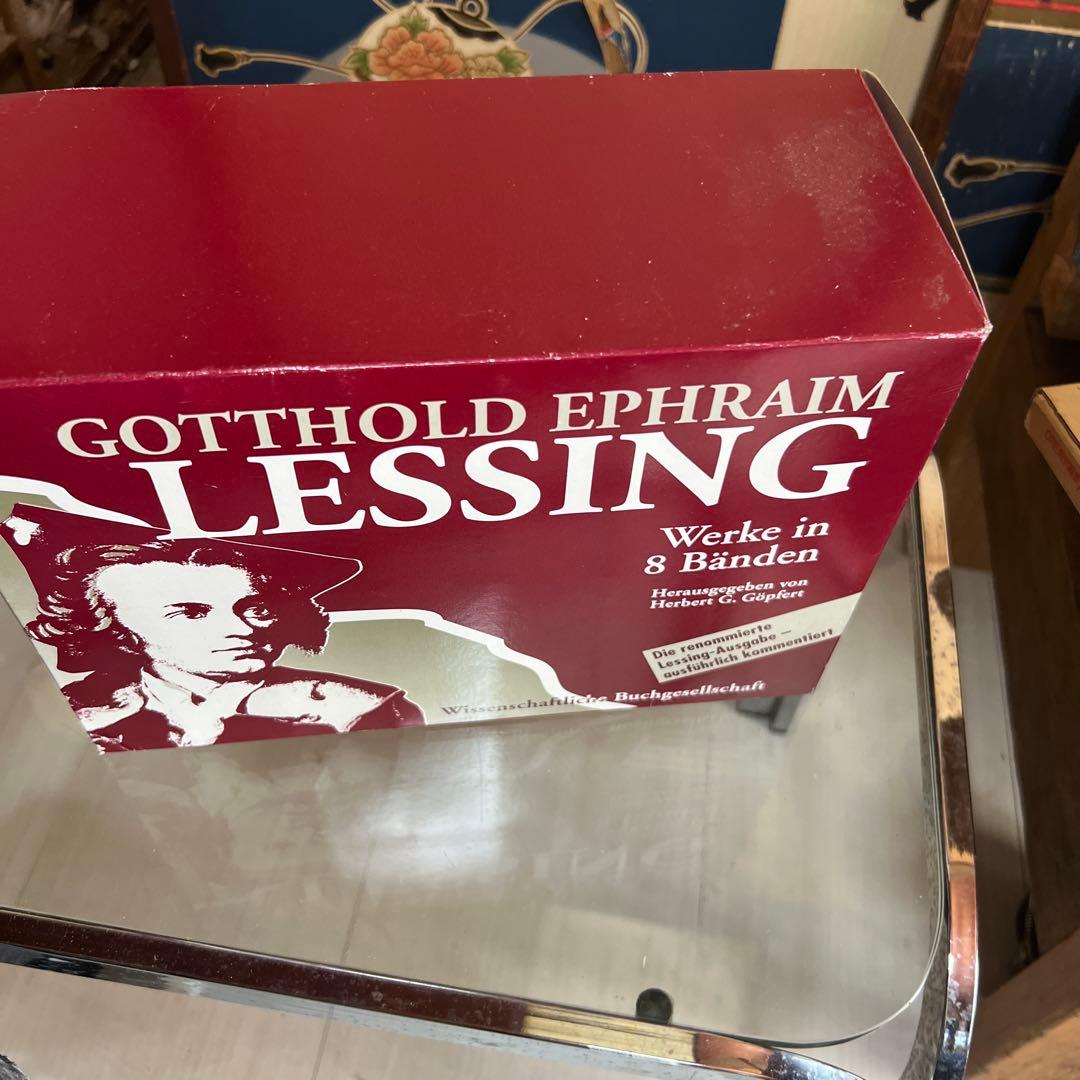 GOTTHOLD EPHRAIM
LESSING
Werke in
8 Bänden
Herausgegeben von
Herbert G. Göpfert
Die renommierte
Lessing-Ausgabe –
ausführlich kommentiert
Wissenschaftliche Buchgesellschaft